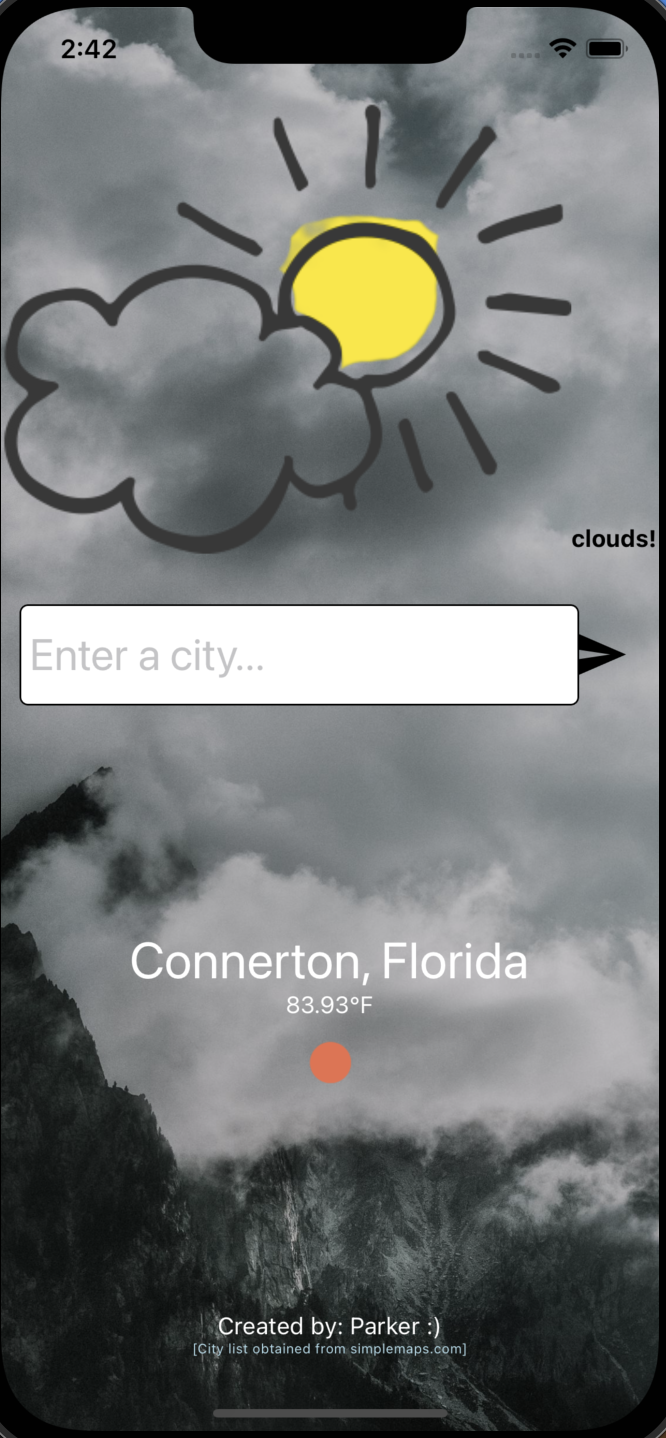 2:42
clouds!
Enter a city...
Connerton, Florida
83.93°F
Created by: Parker :)
[City list obtained from simplemaps.com]